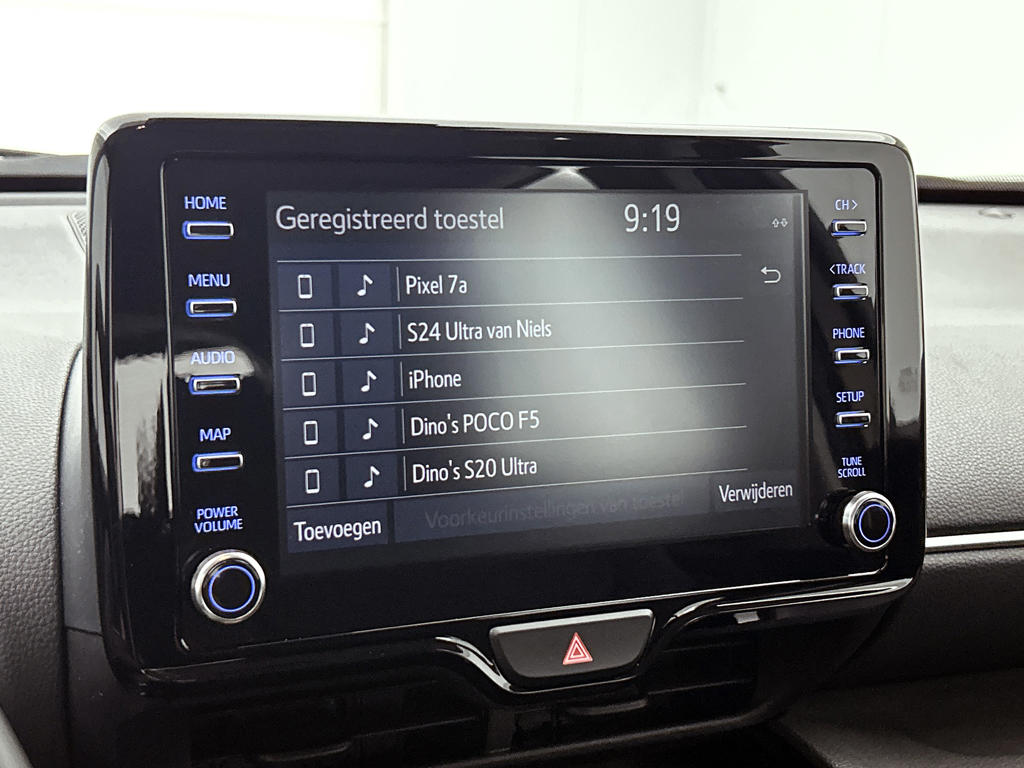 HOME
MENU
AUDIO
MAP
POWER
VOLUME
Geregistreerd toestel
9:19
Pixel 7a
S24 Ultra van Niels
iPhone
Dino's POCO F5
Dino's S20 Ultra
Toevoegen
Voorkeurinstellingen van toestel
Verwijderen
CH>
<TRACK
PHONE
SETUP
TUNE
SCROLL